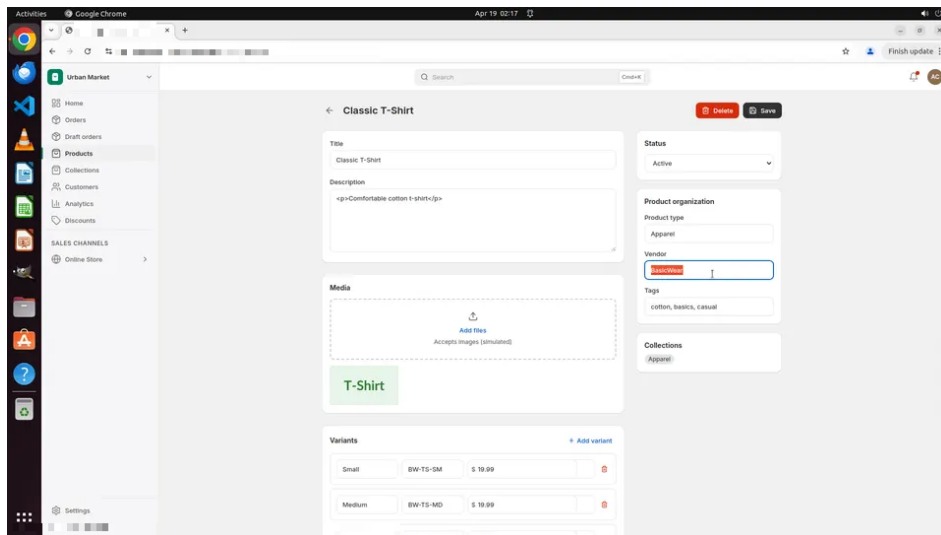 Activities
Google Chrome
Apr 19 02:17
Finish update
Urban Market
Search
Cmd+K
AC
Home
Orders
Draft orders
Products
Collections
Customers
Analytics
Discounts
SALES CHANNELS
Online Store
Settings
Classic T-Shirt
Delete
Save
Title
Classic T-Shirt
Description
<p>Comfortable cotton t-shirt</p>
Media
Add files
Accepts images (simulated)
T-Shirt
Variants
+ Add variant
Small BW-TS-SM $ 19.99
Medium BW-TS-MD $ 19.99
Status
Active
Product organization
Product type
Apparel
Vendor
BasicWear
Tags
cotton, basics, casual
Collections
Apparel